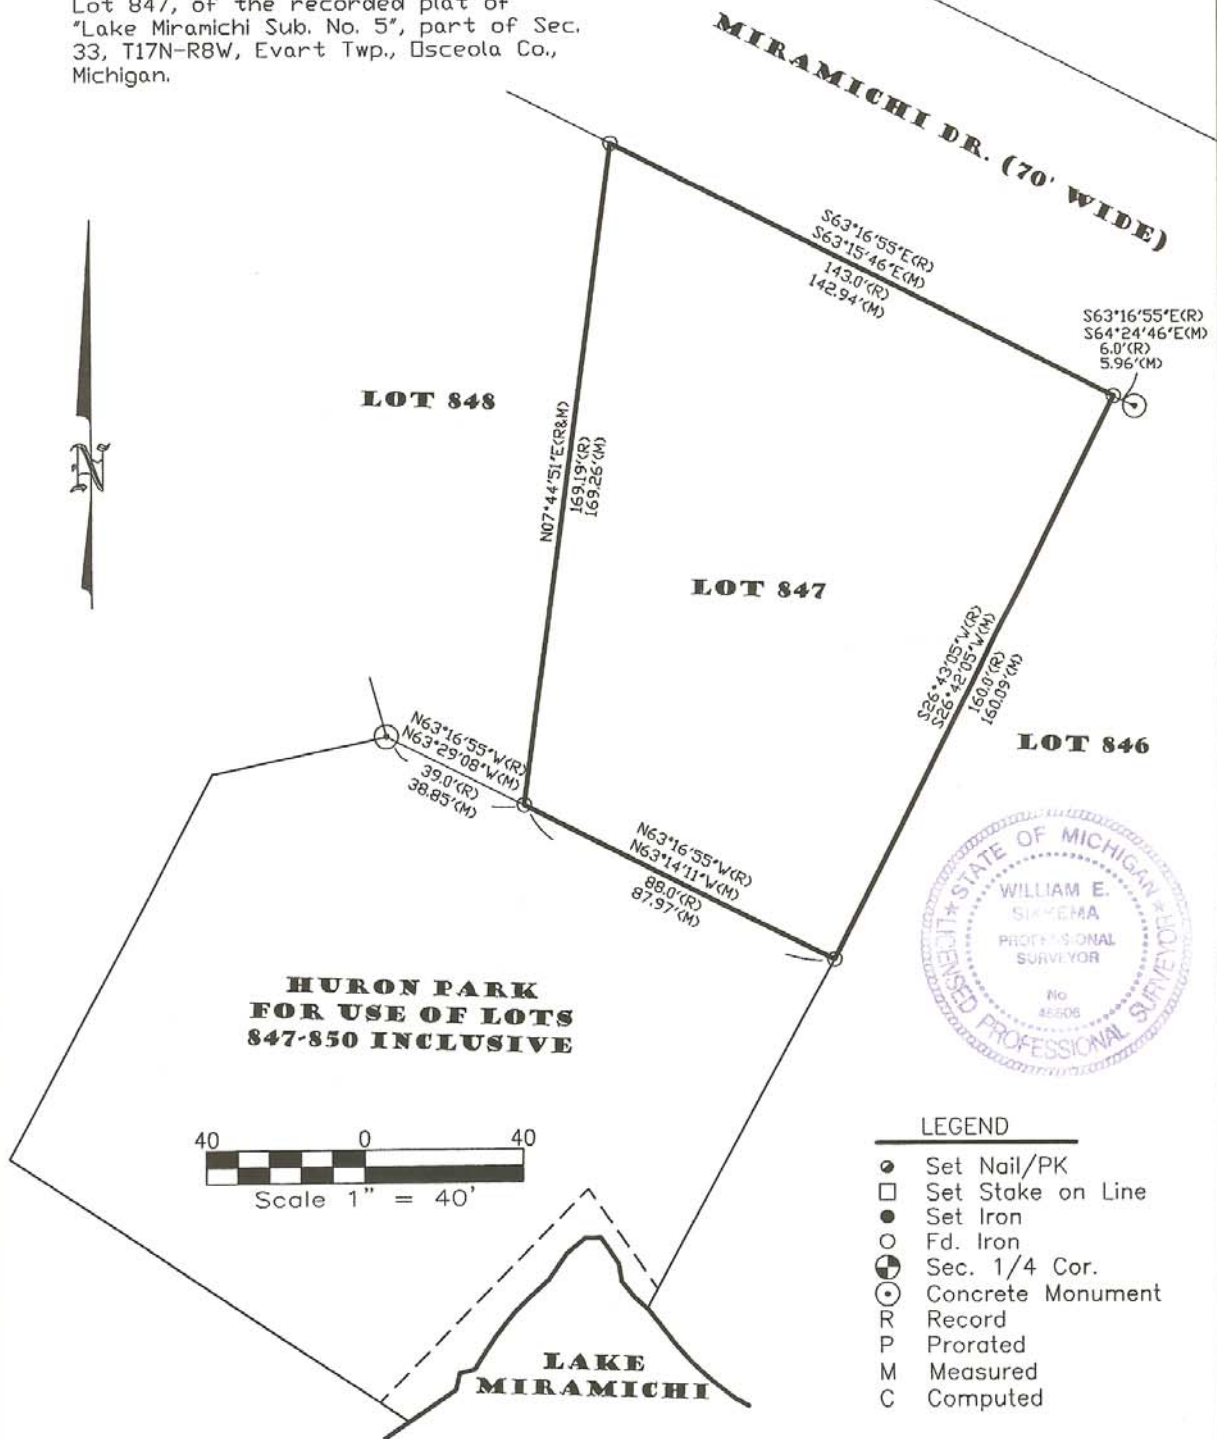 Lot 847, of the recorded plat of
"Lake Miramichi Sub. No. 5", part of Sec.
33, T17N-R8W, Evart Twp., Osceola Co.,
Michigan.
MIRAMICHI DR. (70' WIDE)
S63°16'55"E(R)
S63°15'46"E(M)
143.0'(R)
142.94'(M)
S63°16'55"E(R)
S64°24'46"E(M)
6.0'(R)
5.96'(M)
LOT 848
N07°44'51"E(R&M)
169.19'(R)
169.26'(M)
N
LOT 847
S26°43'05"W(R)
S26°42'05"W(M)
160.0'(R)
160.09'(M)
LOT 846
N63°16'55"W(R)
N63°29'08"W(M)
39.0'(R)
38.85'(M)
N63°16'55"W(R)
N63°14'11"W(M)
88.0'(R)
87.97'(M)
STATE OF MICHIGAN
LICENSED PROFESSIONAL SURVEYOR
WILLIAM E.
PROFESSIONAL
SURVEYOR
No
HURON PARK
FOR USE OF LOTS
847-850 INCLUSIVE
40 0 40
Scale 1" = 40'
LAKE
MIRAMICHI
LEGEND
Set Nail/PK
Set Stake on Line
Set Iron
Fd. Iron
Sec. 1/4 Cor.
Concrete Monument
R Record
P Prorated
M Measured
C Computed